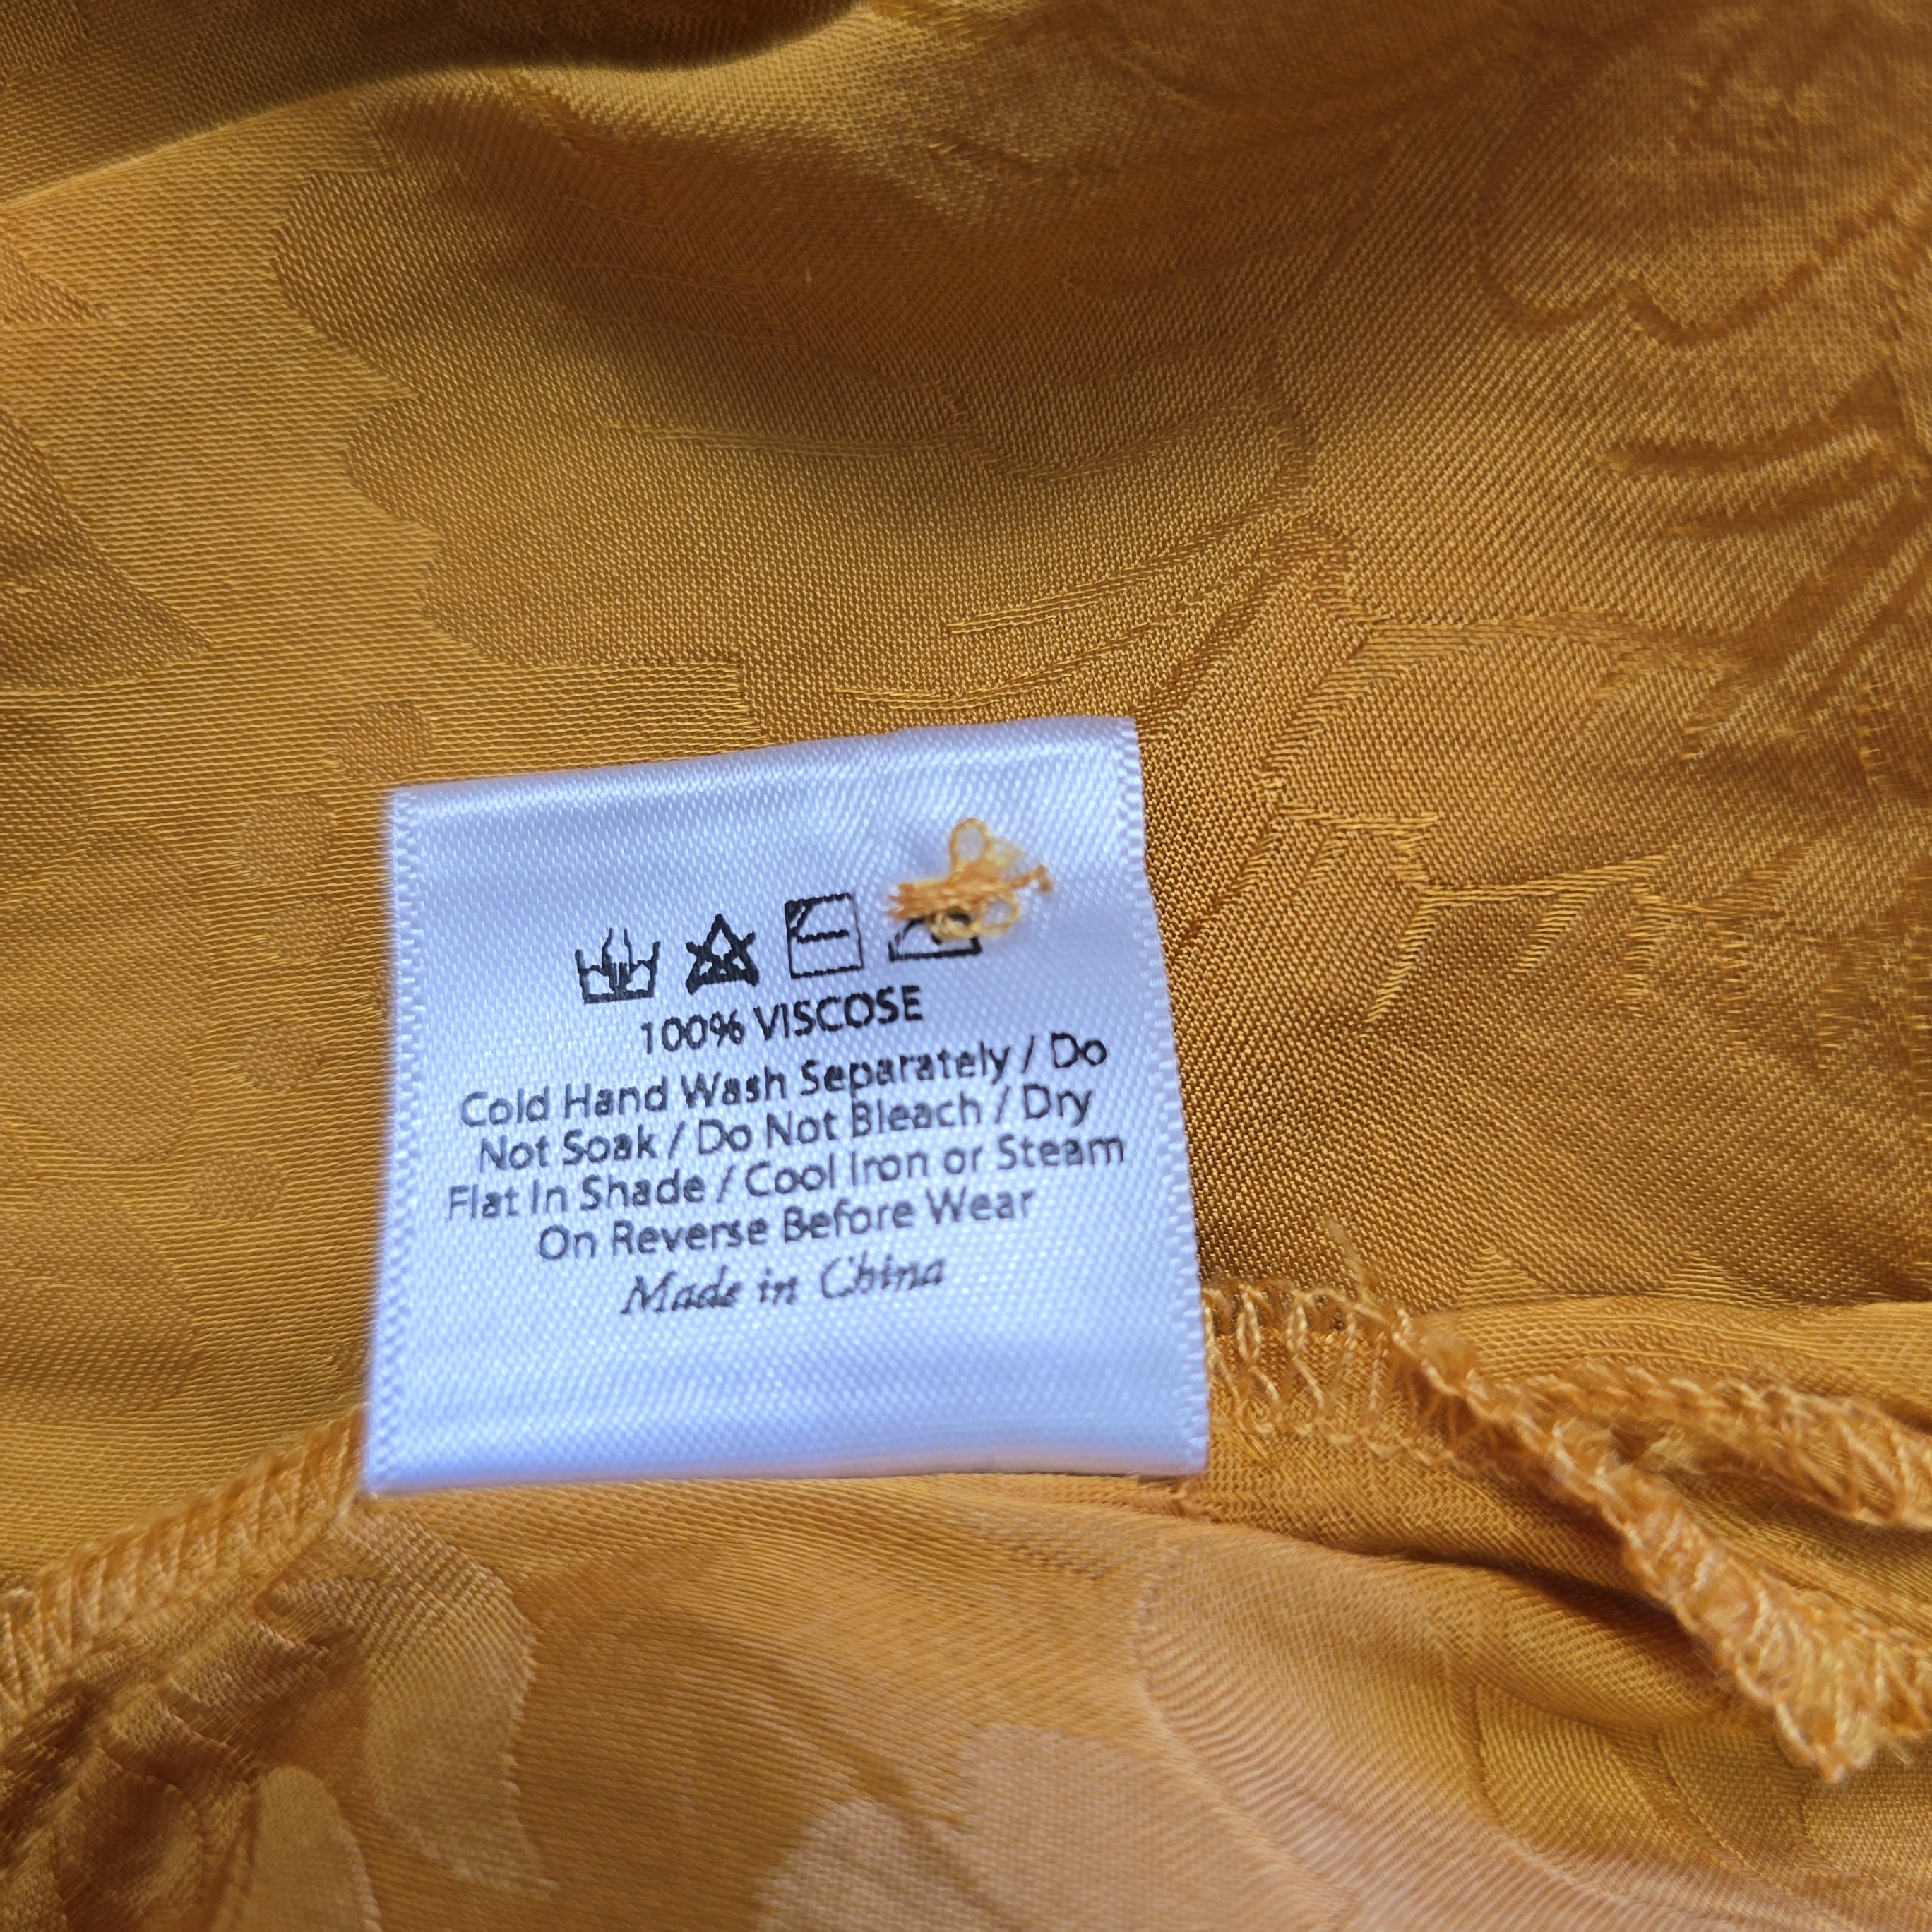 100% VISCOSE
Cold Hand Wash Separately / Do
Not Soak / Do Not Bleach / Dry
Flat In Shade / Cool Iron or Steam
On Reverse Before Wear
Made in China